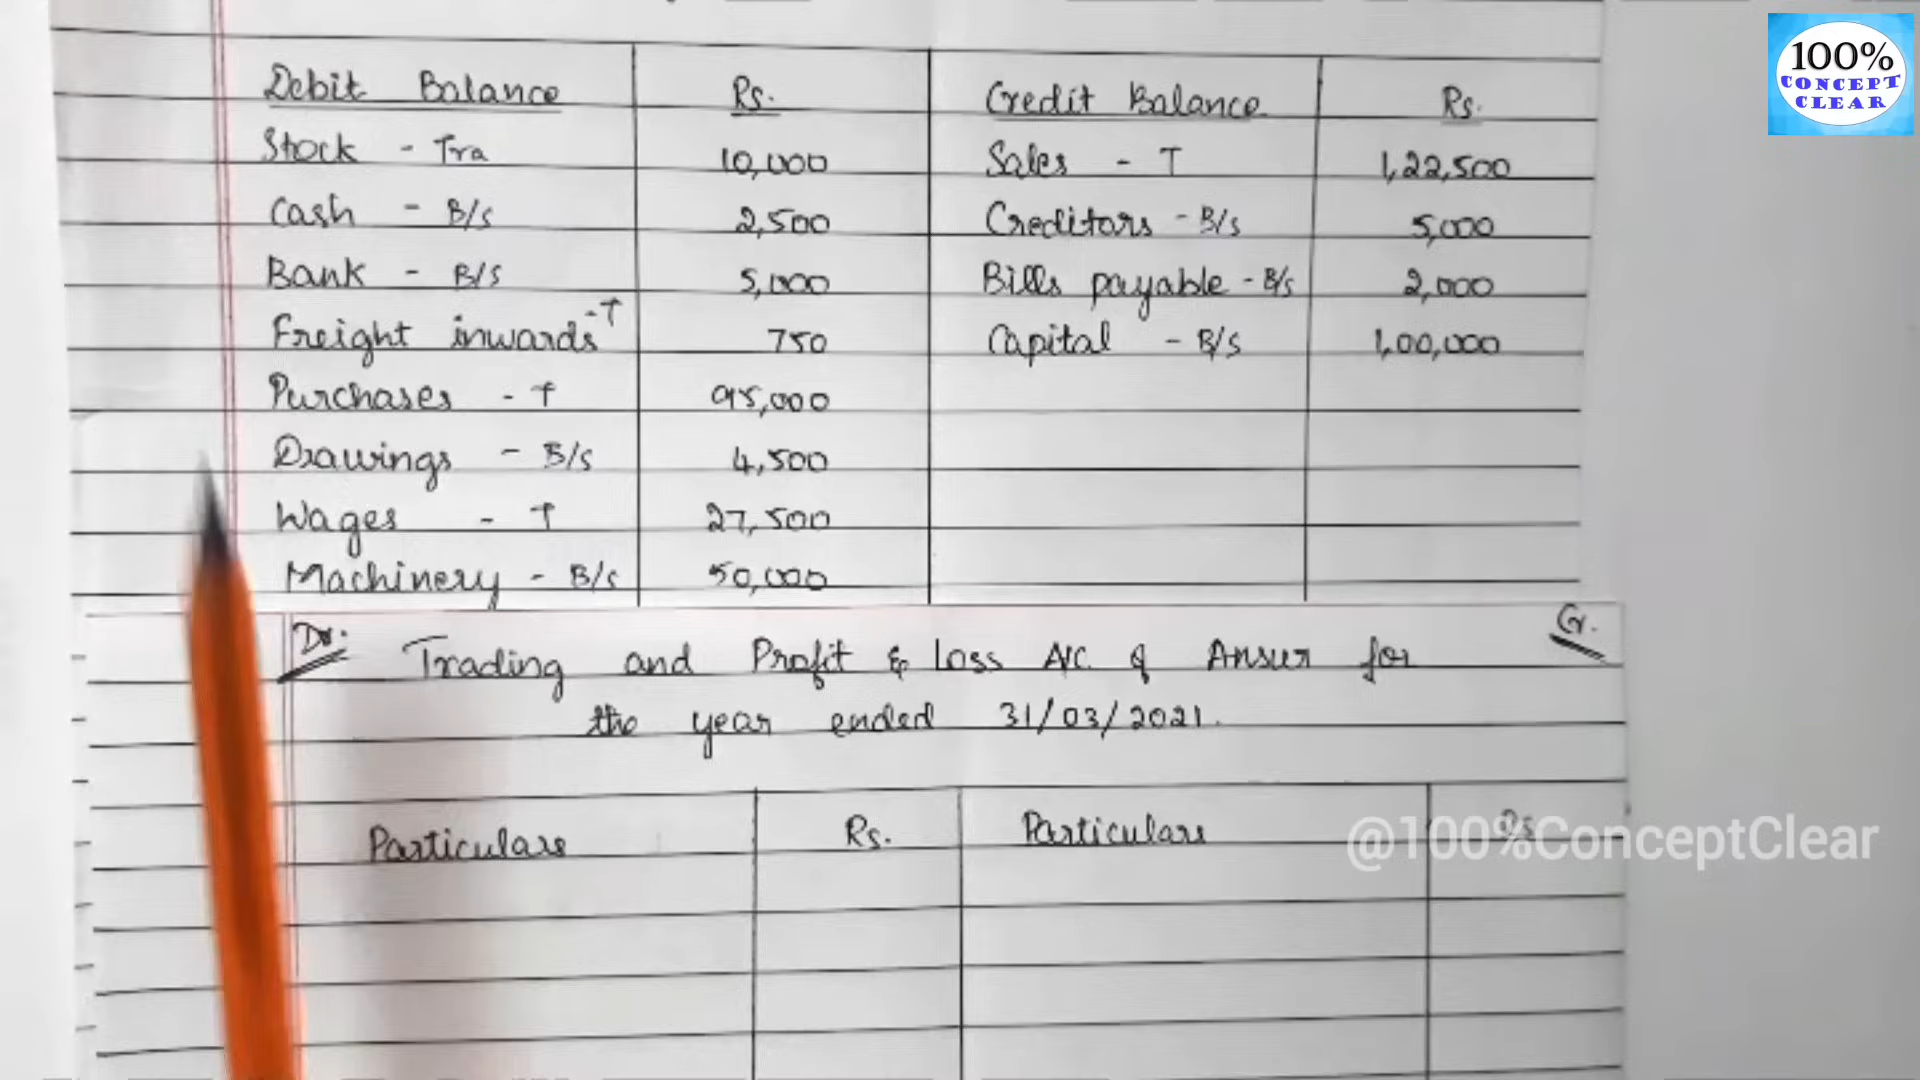 100%
CONCEPT
CLEAR
Debit Balance Rs. Credit Balance Rs.
Stock - Tra 10,000 Sales - T 1,22,500
Cash - B/S 2,500 Creditors - B/S 5,000
Bank - B/S 5,000 Bills payable - B/S 2,000
Freight inwards - T 750 Capital - B/S 1,00,000
Purchases - T 95,000
Drawings - B/S 4,500
Wages - T 27,500
Machinery - B/S 50,000
Dr. Cr.
Trading and Profit & Loss A/C of Ansur for
the year ended 31/03/2021.
Particulars Rs. Particulars Rs
@100%ConceptClear